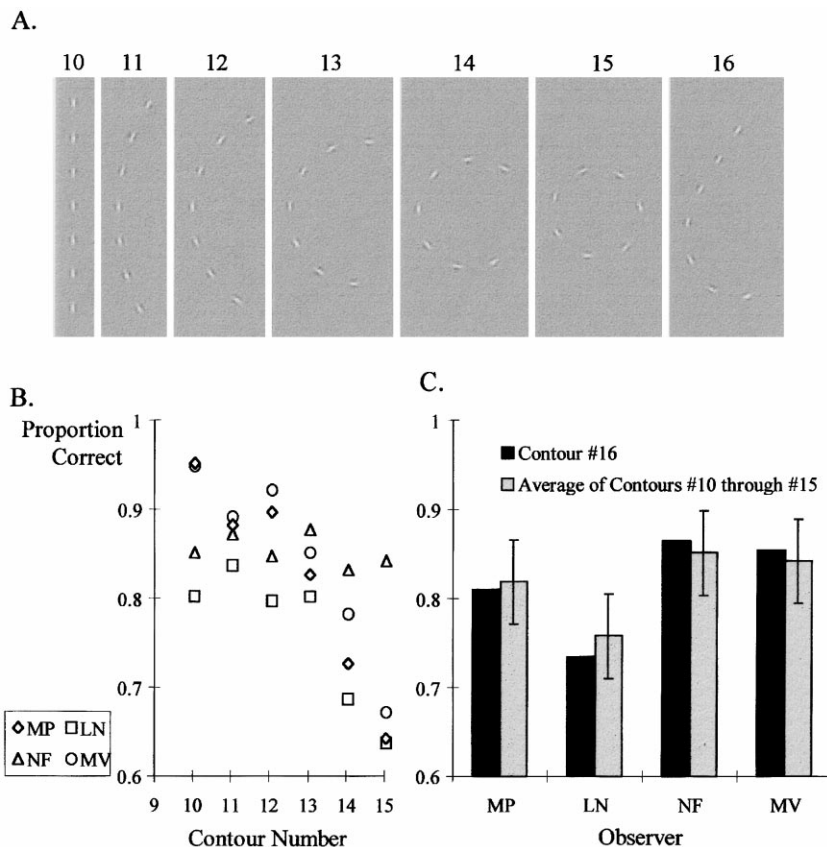 A.
10 11 12 13 14 15 16
B.
Proportion
Correct
1
0.9
0.8
0.7
0.6
9 10 11 12 13 14 15
Contour Number
MP LN
NF MV
C.
1
0.9
0.8
0.7
0.6
Contour #16
Average of Contours #10 through #15
MP LN NF MV
Observer